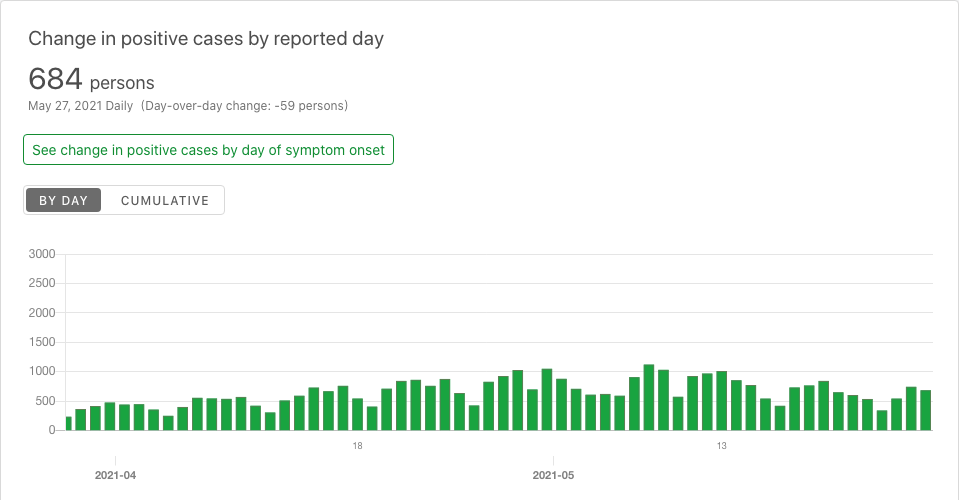 Change in positive cases by reported day
684 persons
May 27, 2021 Daily (Day-over-day change: -59 persons)
See change in positive cases by day of symptom onset
BY DAY CUMULATIVE
3000
2500
2000
1500
1000
500
0
18 13
2021-04 2021-05